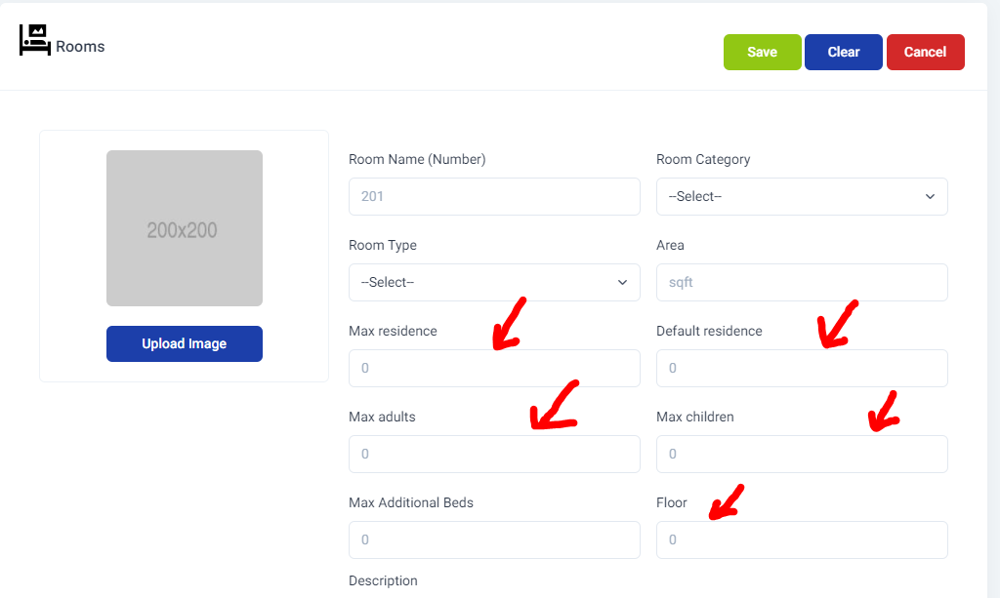 Rooms
Save Clear Cancel
200x200
Upload Image
Room Name (Number) Room Category
201 --Select--
Room Type Area
--Select-- sqft
Max residence Default residence
0 0
Max adults Max children
0 0
Max Additional Beds Floor
0 0
Description